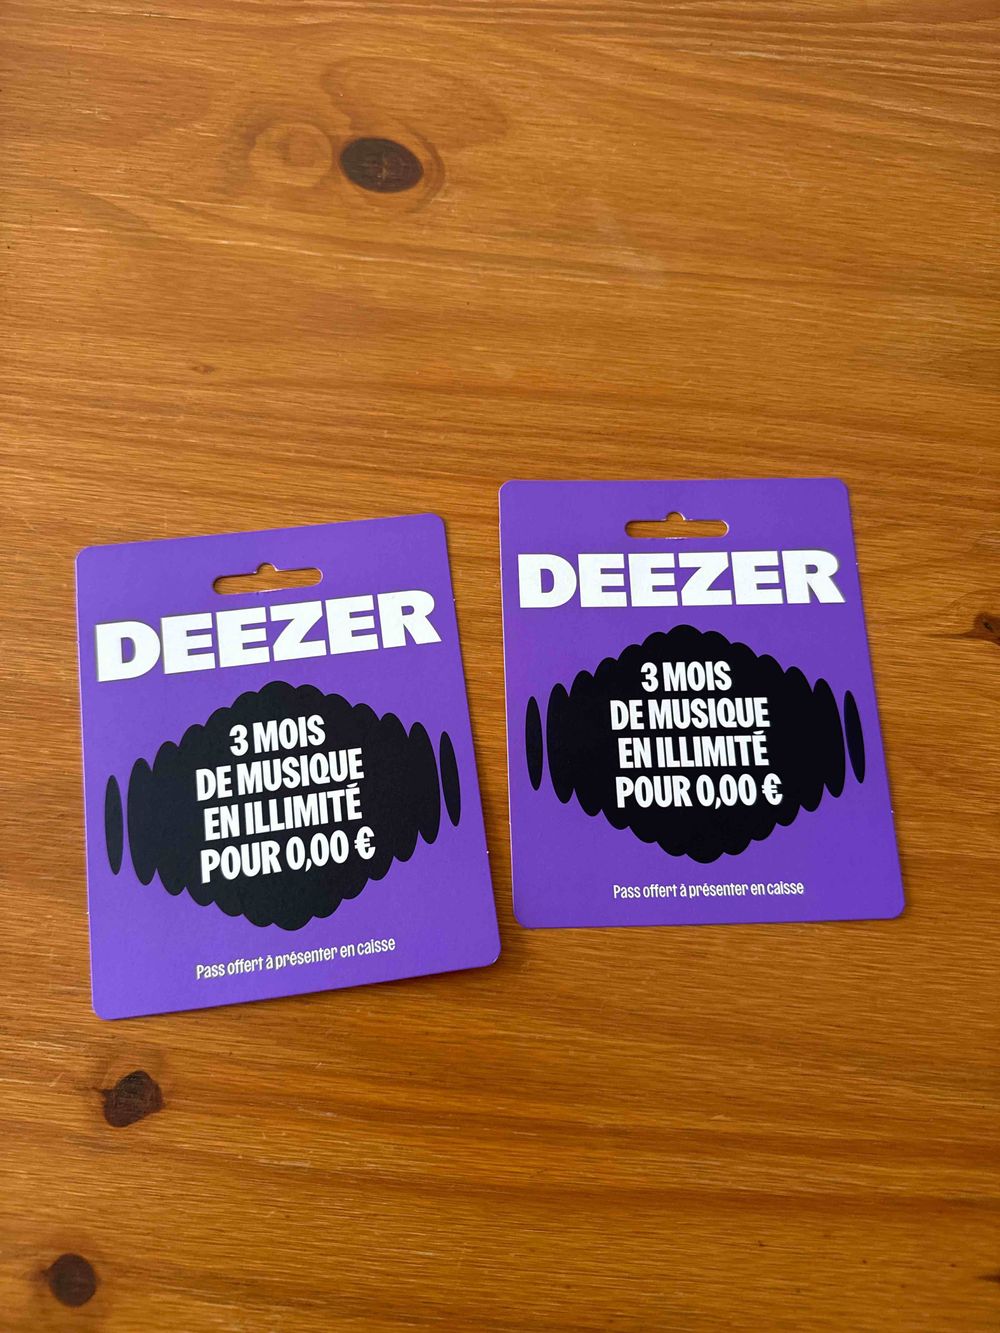 DEEZER
3 MOIS
DE MUSIQUE
EN ILLIMITÉ
POUR 0,00 €
Pass offert à présenter en caisse
DEEZER
3 MOIS
DE MUSIQUE
EN ILLIMITÉ
POUR 0,00 €
Pass offert à présenter en caisse